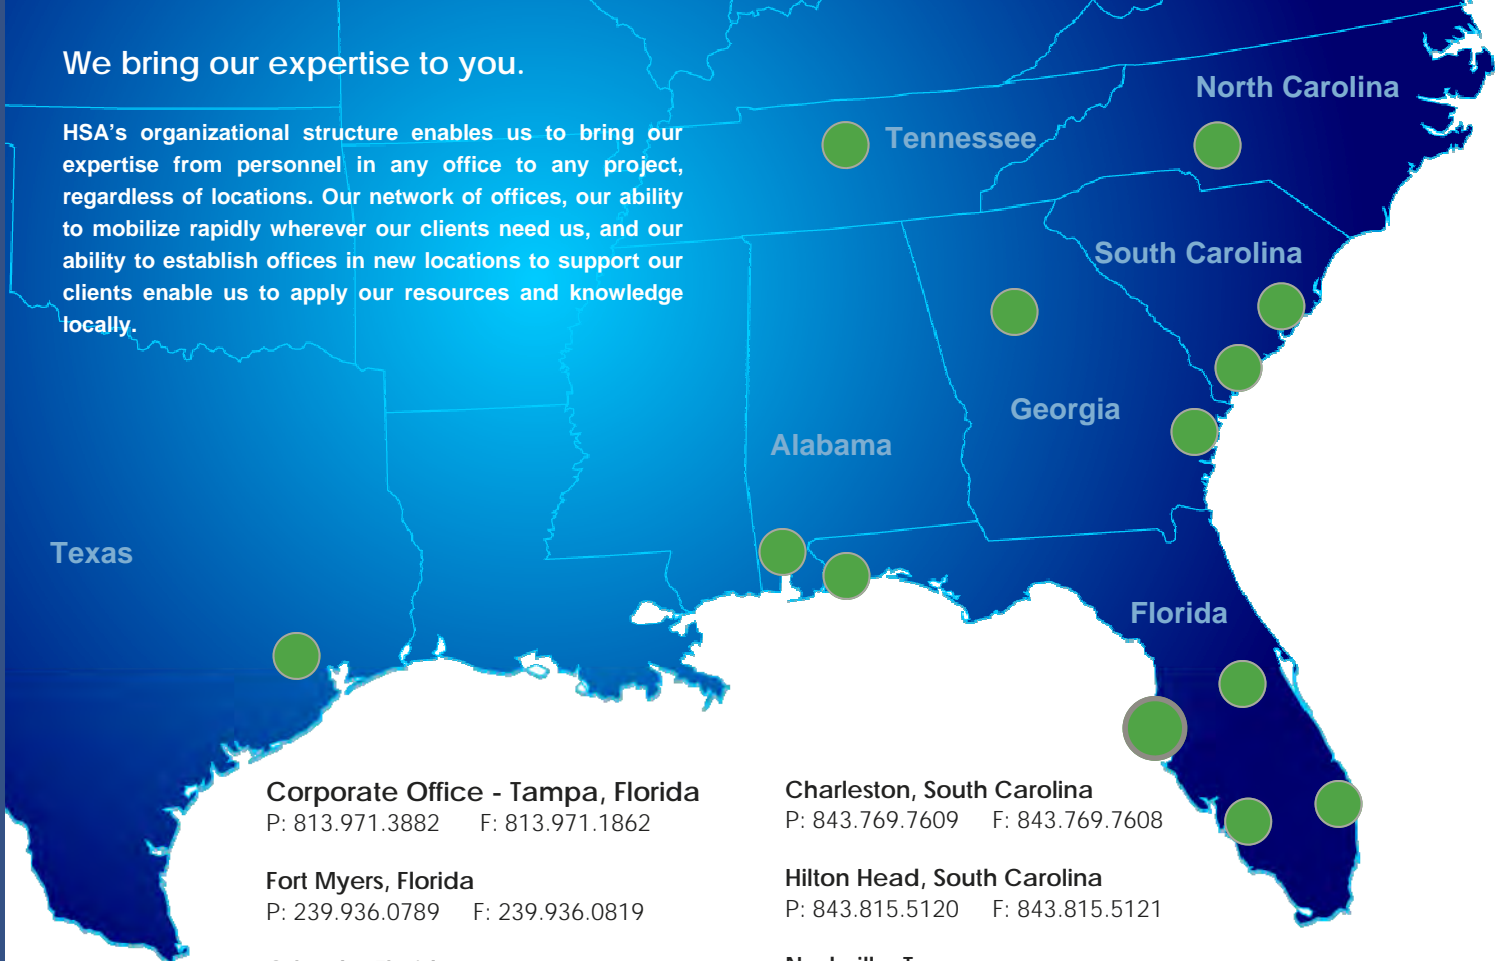 We bring our expertise to you.
HSA's organizational structure enables us to bring our
expertise from personnel in any office to any project,
regardless of locations. Our network of offices, our ability
to mobilize rapidly wherever our clients need us, and our
ability to establish offices in new locations to support our
clients enable us to apply our resources and knowledge
locally.
North Carolina
Tennessee
South Carolina
Georgia
Alabama
Texas
Florida
Corporate Office - Tampa, Florida
P: 813.971.3882 F: 813.971.1862
Fort Myers, Florida
P: 239.936.0789 F: 239.936.0819
Charleston, South Carolina
P: 843.769.7609 F: 843.769.7608
Hilton Head, South Carolina
P: 843.815.5120 F: 843.815.5121